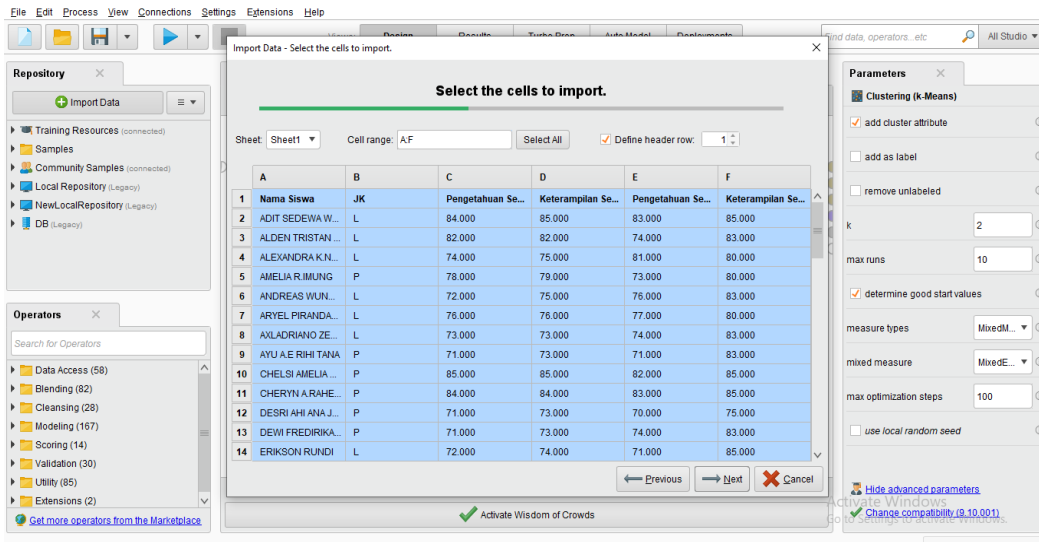 File Edit Process View Connections Settings Extensions Help
Views: Design Results Turbo Prep Auto Model Deployments
Find data, operators...etc All Studio
Import Data - Select the cells to import.
Repository
Import Data
Training Resources (connected)
Samples
Community Samples (connected)
Local Repository (Legacy)
NewLocalRepository (Legacy)
DB (Legacy)
Operators
Search for Operators
Data Access (58)
Blending (82)
Cleansing (28)
Modeling (167)
Scoring (14)
Validation (30)
Utility (85)
Extensions (2)
Get more operators from the Marketplace
Select the cells to import.
Sheet: Sheet1 Cell range: A:F Select All Define header row: 1
A B C D E F
1 Nama Siswa JK Pengetahuan Se... Keterampilan Se... Pengetahuan Se... Keterampilan Se...
2 ADIT SEDEWA W... L 84.000 85.000 83.000 85.000
3 ALDEN TRISTAN ... L 82.000 82.000 74.000 83.000
4 ALEXANDRA K.N... L 74.000 75.000 81.000 80.000
5 AMELIA R.IMUNG P 78.000 79.000 73.000 80.000
6 ANDREAS WUN... L 72.000 75.000 76.000 83.000
7 ARYEL PIRANDA... L 76.000 76.000 77.000 80.000
8 AXLADRIANO ZE... L 73.000 73.000 74.000 83.000
9 AYU A.E RIHI TANA P 71.000 73.000 71.000 83.000
10 CHELSI AMELIA ... P 85.000 85.000 82.000 85.000
11 CHERYN A.RAHE... P 84.000 84.000 83.000 85.000
12 DESRI AHI ANA J... P 71.000 73.000 70.000 75.000
13 DEWI FREDIRIKA... P 71.000 73.000 74.000 83.000
14 ERIKSON RUNDI L 72.000 74.000 71.000 85.000
Previous Next Cancel
Activate Wisdom of Crowds
Parameters
Clustering (k-Means)
add cluster attribute
add as label
remove unlabeled
k 2
max runs 10
determine good start values
measure types MixedM...
mixed measure MixedE...
max optimization steps 100
use local random seed
Hide advanced parameters
Activate Windows
Change compatibility (9.10.001)
Go to Settings to activate Windows.